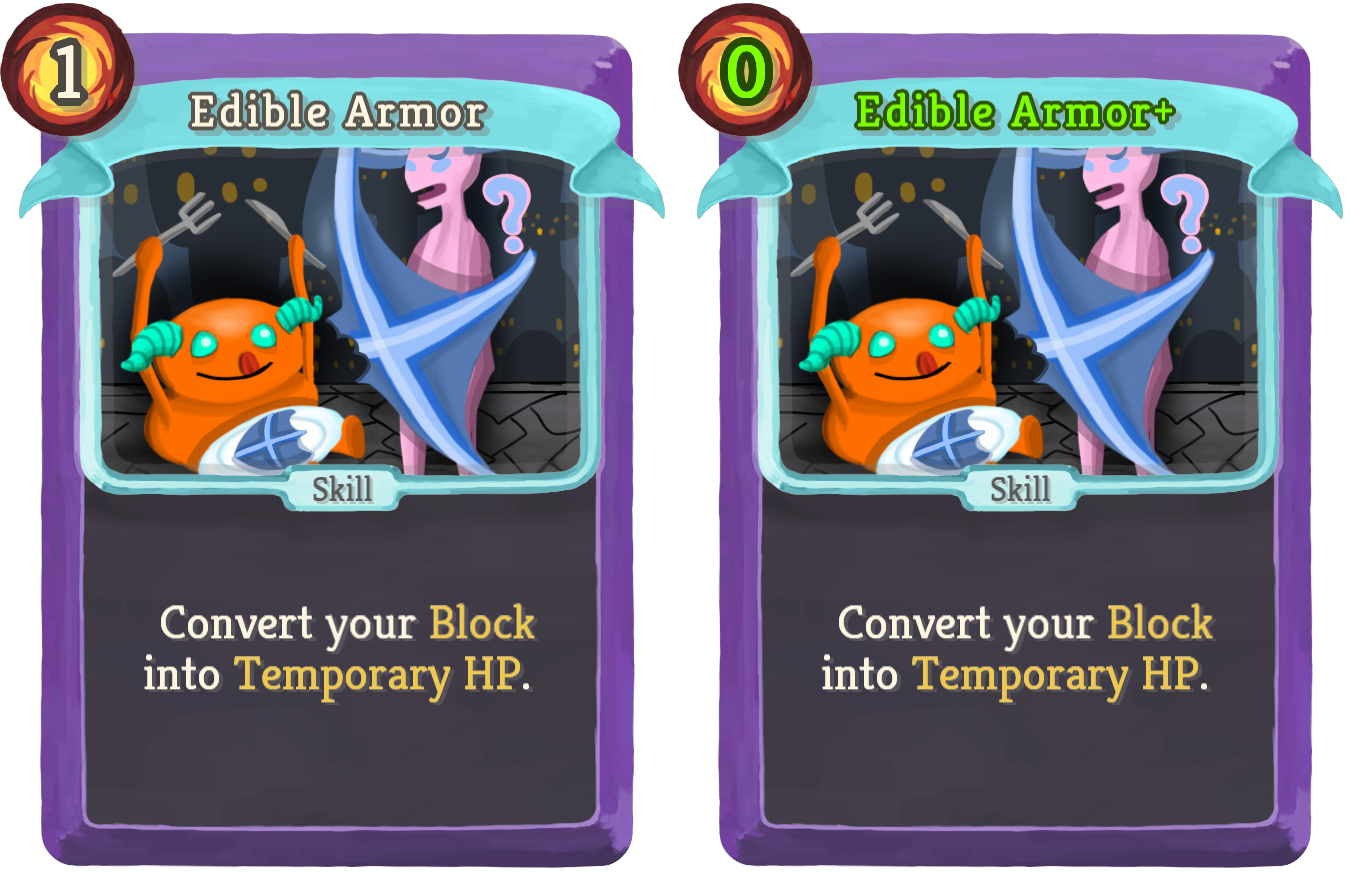 1
Edible Armor
?
Skill
Convert your Block
into Temporary HP.
0
Edible Armor+
?
Skill
Convert your Block
into Temporary HP.